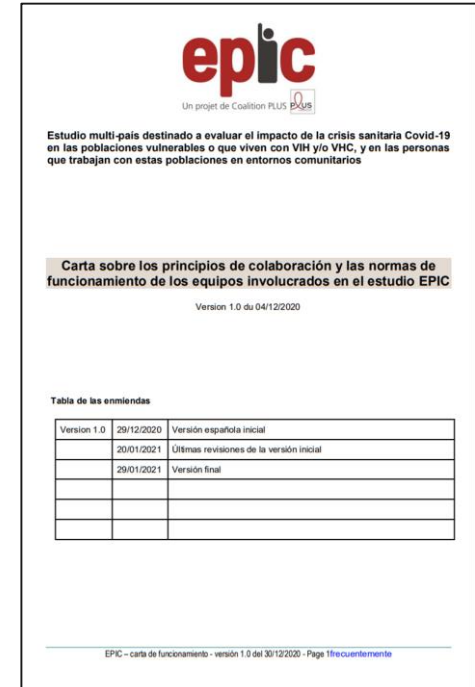 epic
Un projet de Coalition PLUS PLUS
Estudio multi-país destinado a evaluar el impacto de la crisis sanitaria Covid-19
en las poblaciones vulnerables o que viven con VIH y/o VHC, y en las personas
que trabajan con estas poblaciones en entornos comunitarios
Carta sobre los principios de colaboración y las normas de
funcionamiento de los equipos involucrados en el estudio EPIC
Version 1.0 du 04/12/2020
Tabla de las enmiendas
Version 1.0 29/12/2020 Versión española inicial
20/01/2021 Últimas revisiones de la versión inicial
29/01/2021 Versión final
EPIC – carta de funcionamiento - versión 1.0 del 30/12/2020 - Page 1frecuentemente